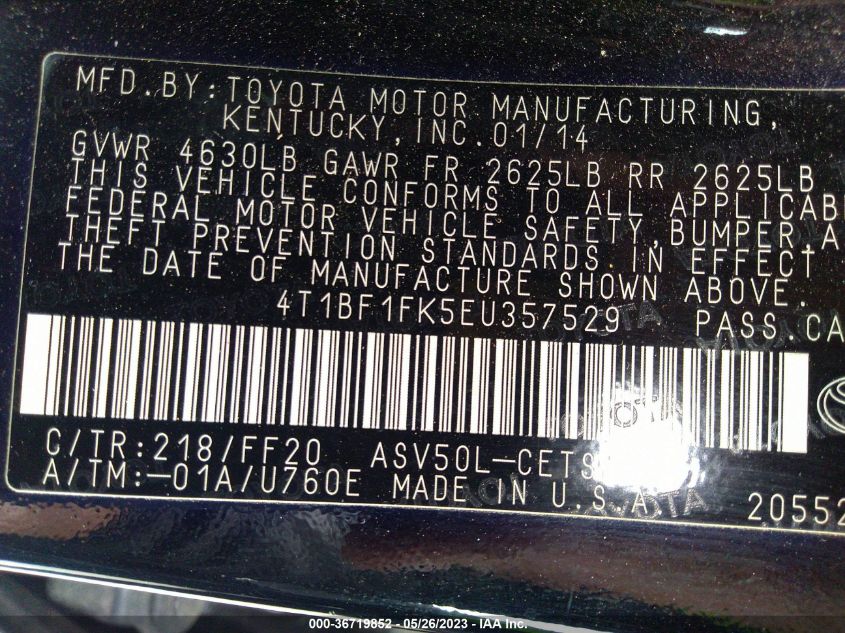 MFD.BY:TOYOTA MOTOR MANUFACTURING,
KENTUCKY,INC.01/14
GVWR 4630LB GAWR FR 2625LB RR 2625LB
THIS VEHICLE CONFORMS TO ALL APPLICABL
FEDERAL MOTOR VEHICLE SAFETY,BUMPER,A
THEFT PREVENTION STANDARDS IN EFFECT
THE DATE OF MANUFACTURE SHOWN ABOVE.
4T1BF1FK5EU357529 PASS.CA
C/TR:218/FF20 ASV50L-CETS
A/TM:-01A/U760E MADE IN U.S.A
20552
TOYOTA
000-36719852 - 05/26/2023 - IAA Inc.